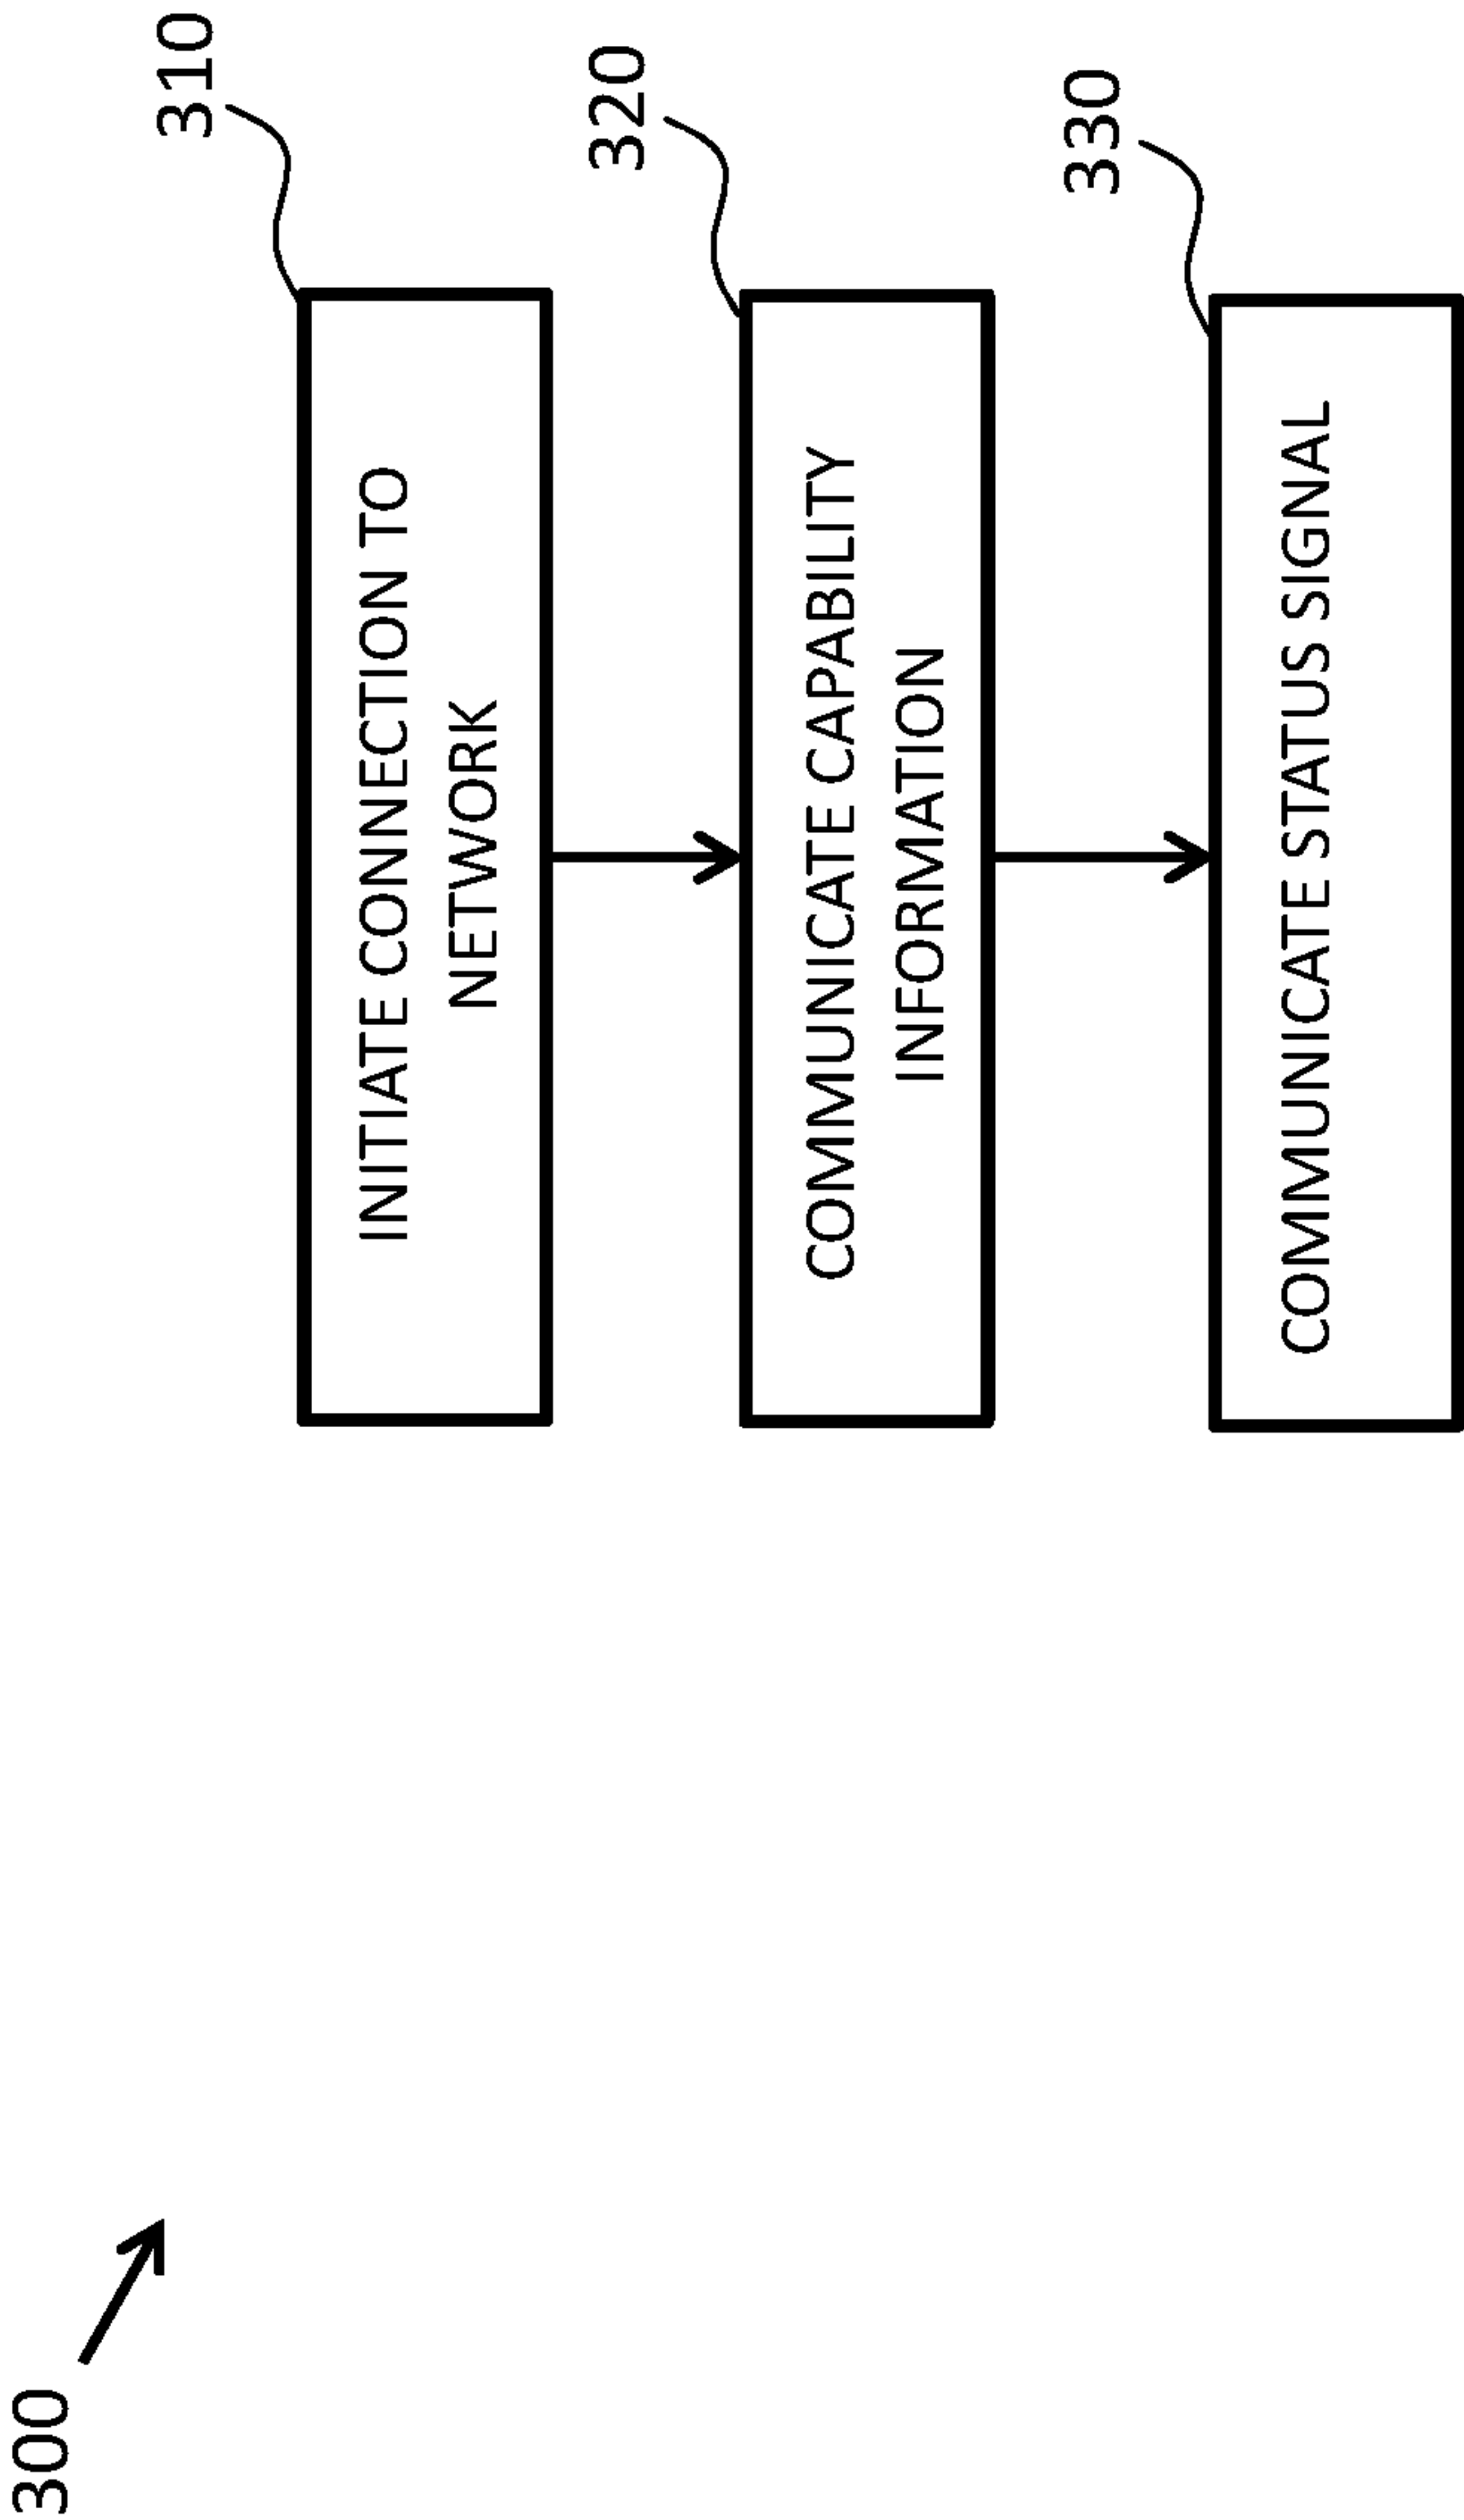 300
310
INITIATE CONNECTION TO
NETWORK
320
COMMUNICATE CAPABILITY
INFORMATION
330
COMMUNICATE STATUS SIGNAL